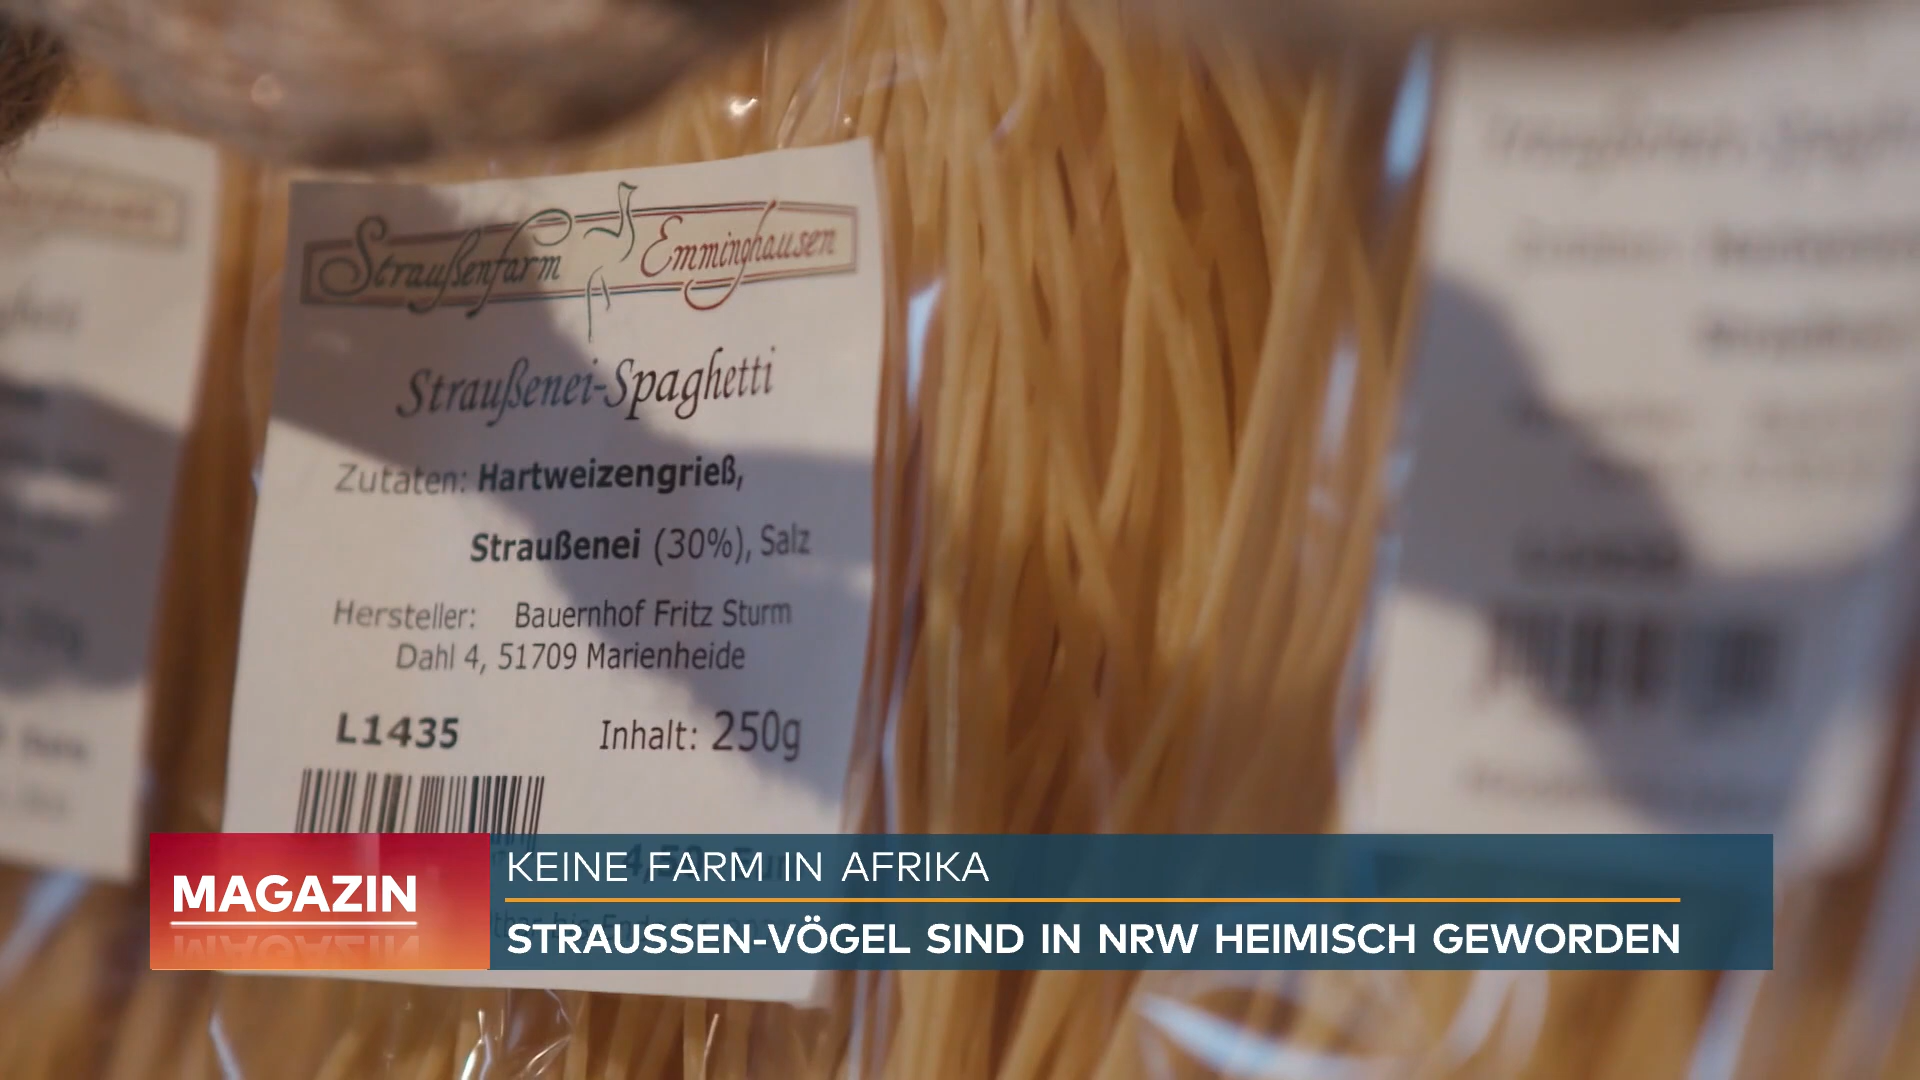 Straußenfarm Emminghausen
Straußenei-Spaghetti
Zutaten: Hartweizengrieß,
Straußenei (30%), Salz
Hersteller: Bauernhof Fritz Sturm
Dahl 4, 51709 Marienheide
L1435 Inhalt: 250g
MAGAZIN
KEINE FARM IN AFRIKA
STRAUSSEN-VÖGEL SIND IN NRW HEIMISCH GEWORDEN